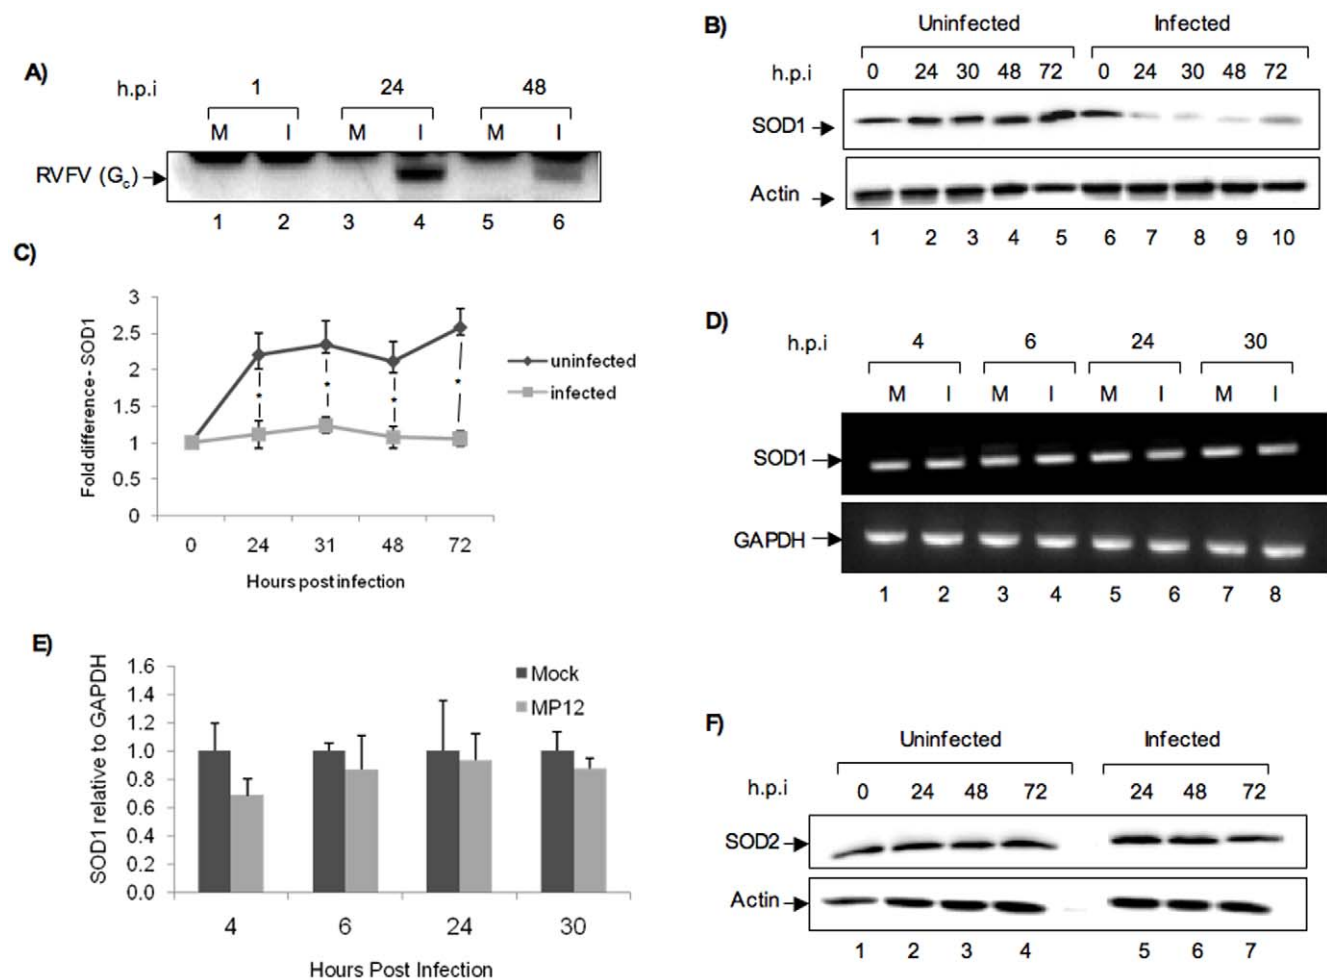 A)
h.p.i 1 24 48
M I M I M I
RVFV (Gc)
1 2 3 4 5 6
B)
Uninfected Infected
h.p.i 0 24 30 48 72 0 24 30 48 72
SOD1
Actin
1 2 3 4 5 6 7 8 9 10
C)
Fold difference- SOD1
3
2.5
2
1.5
1
0.5
0
* * * *
uninfected
infected
0 24 31 48 72
Hours post infection
D)
h.p.i 4 6 24 30
M I M I M I M I
SOD1
GAPDH
1 2 3 4 5 6 7 8
E)
SOD1 relative to GAPDH
1.6
1.4
1.2
1.0
0.8
0.6
0.4
0.2
0.0
Mock
MP12
4 6 24 30
Hours Post Infection
F)
Uninfected Infected
h.p.i 0 24 48 72 24 48 72
SOD2
Actin
1 2 3 4 5 6 7